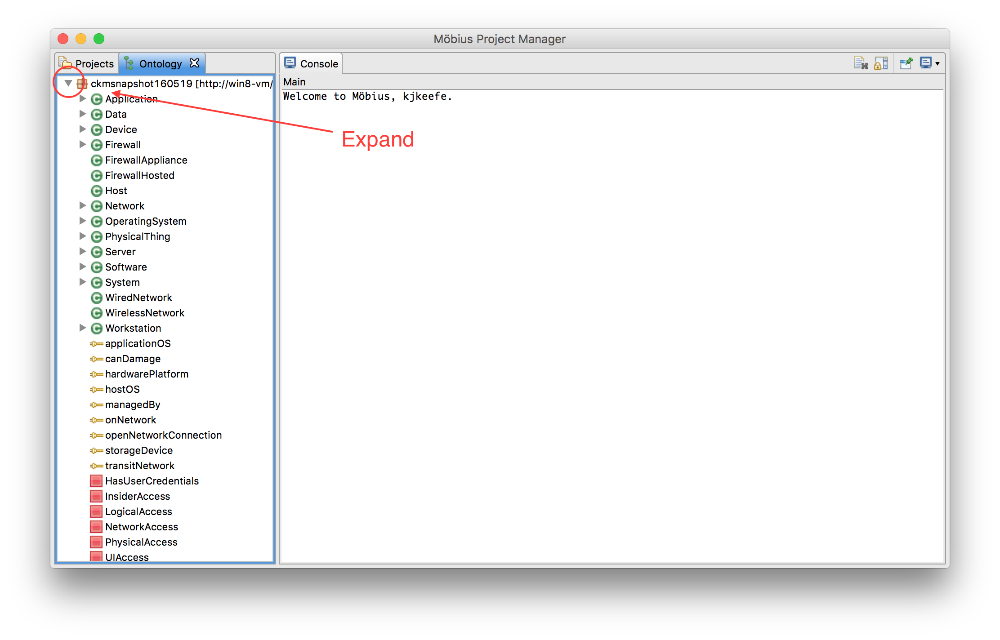 Möbius Project Manager
Projects
Ontology
Console
ckmsnapshot160519 [http://win8-vm/
Application
Data
Device
Firewall
FirewallAppliance
FirewallHosted
Host
Network
OperatingSystem
PhysicalThing
Server
Software
System
WiredNetwork
WirelessNetwork
Workstation
applicationOS
canDamage
hardwarePlatform
hostOS
managedBy
onNetwork
openNetworkConnection
storageDevice
transitNetwork
HasUserCredentials
InsiderAccess
LogicalAccess
NetworkAccess
PhysicalAccess
UIAccess
Main
Welcome to Möbius, kjkeefe.
Expand